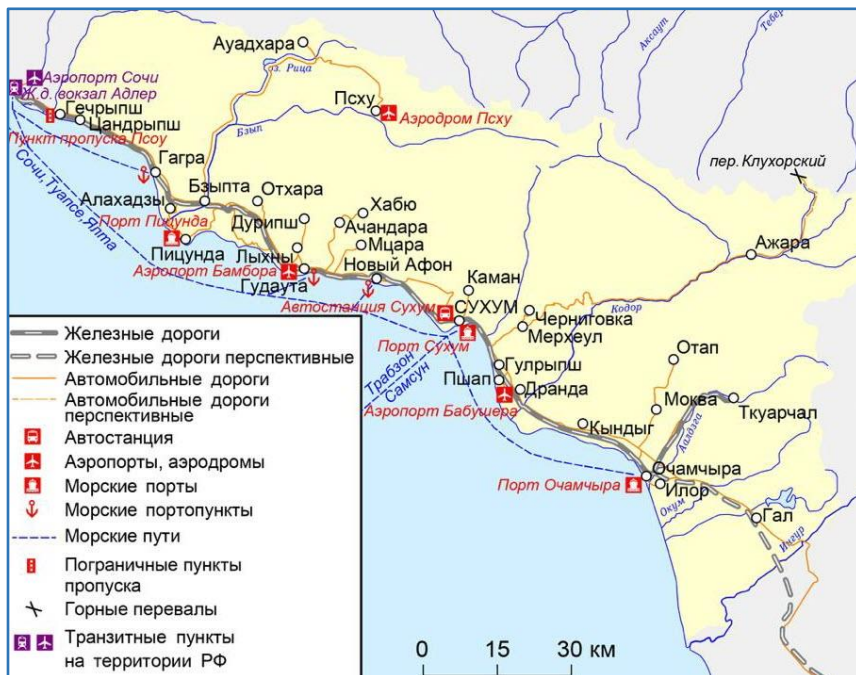 Ауадхара
оз. Рица
Аксаут
Тебер
Аэропорт Сочи
Ж.д. вокзал Адлер
Гечрыпш
Цандрыпш
Пункт пропуска Псоу
Псху
Аэродром Псху
Бзып
Гагра
пер. Клухорский
Сочи, Туапсе, Ялта
Алахадзы
Бзыпта
Отхара
Порт Пицунда
Дурипш
Хабю
Ачандара
Мцара
Пицунда
Лыхны
Аэропорт Бамбора
Гудаута
Новый Афон
Ажара
Каман
Автостанция Сухум
СУХУМ
Кодор
Черниговка
Мерхеул
Порт Сухум
Трабзон
Самсун
Отап
Гулрыпш
Пшап
Дранда
Аэропорт Бабушера
Моква
Ткуарчал
Кындыг
Аалдзга
Очамчыра
Порт Очамчыра
Илор
Окум
Гал
Ингур
Железные дороги
Железные дороги перспективные
Автомобильные дороги
Автомобильные дороги
перспективные
Автостанция
Аэропорты, аэродромы
Морские порты
Морские портопункты
Морские пути
Пограничные пункты
пропуска
Горные перевалы
Транзитные пункты
на территории РФ
0 15 30 км